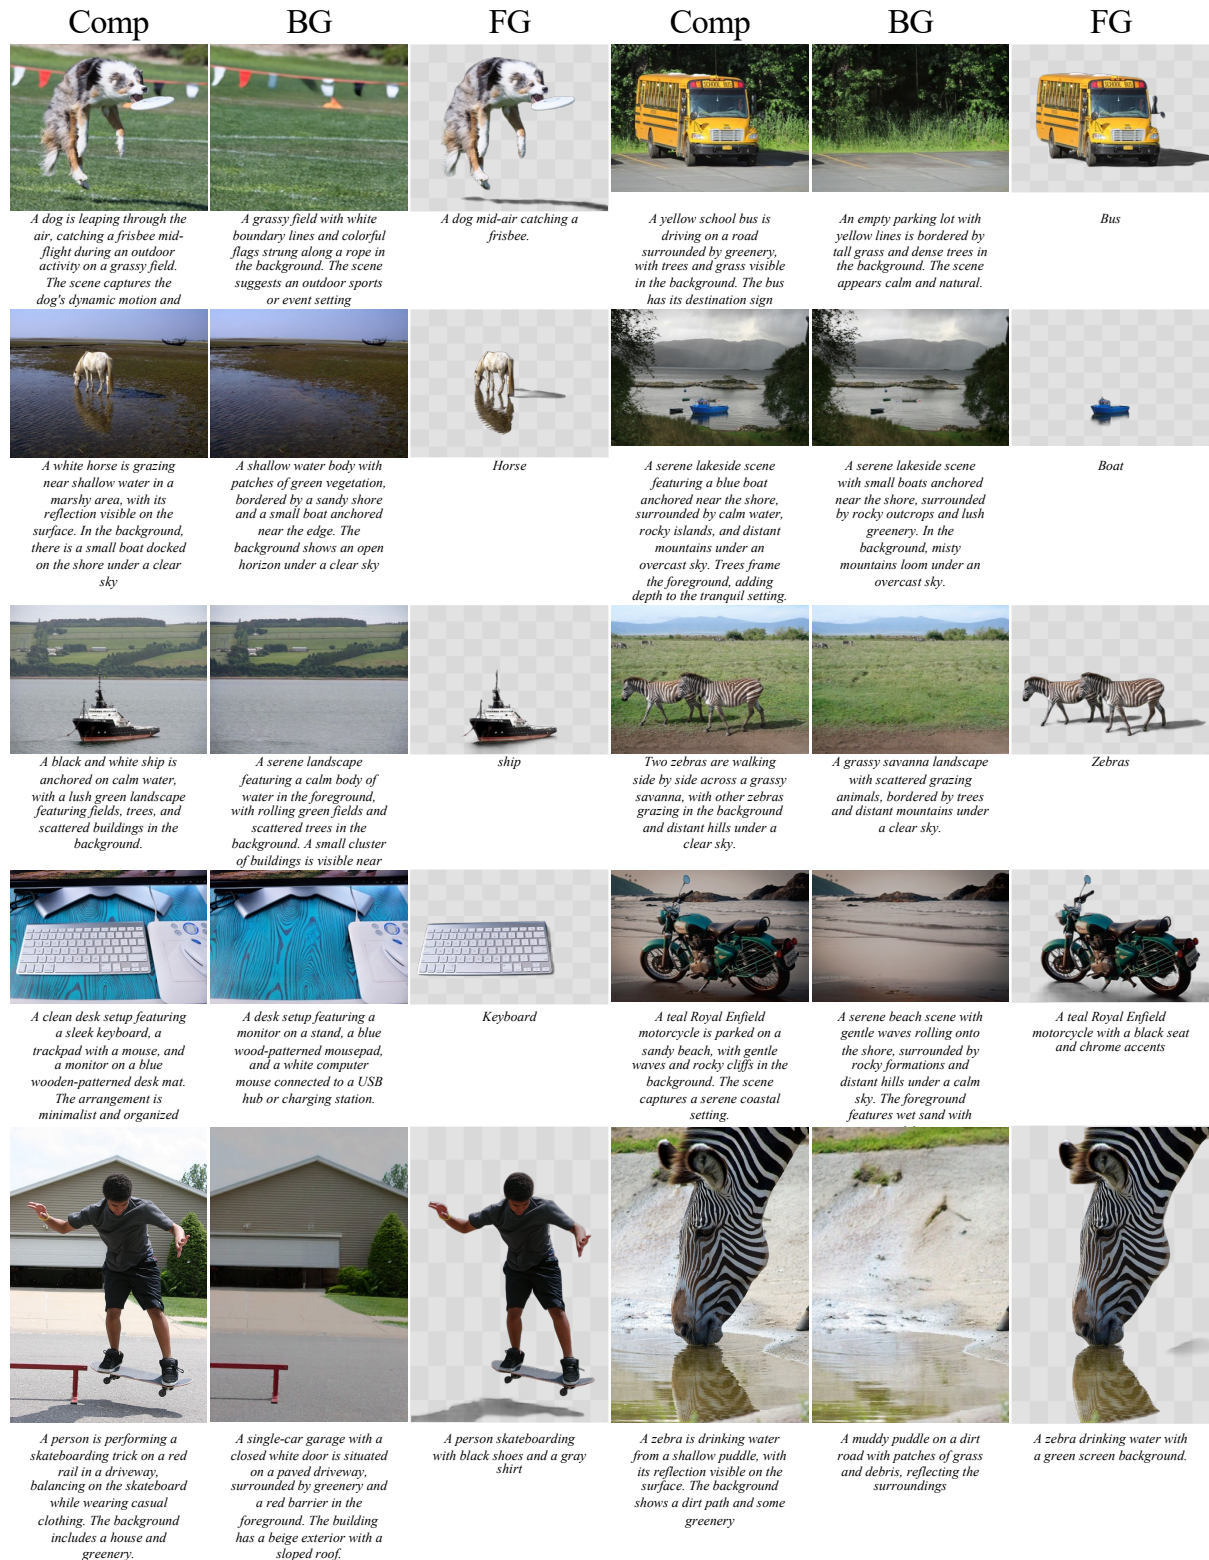 Comp BG FG Comp BG FG
SCHOOL BUS
A dog is leaping through the
air, catching a frisbee mid-
flight during an outdoor
activity on a grassy field.
The scene captures the
dog's dynamic motion and
A grassy field with white
boundary lines and colorful
flags strung along a rope in
the background. The scene
suggests an outdoor sports
or event setting
A dog mid-air catching a
frisbee.
A yellow school bus is
driving on a road
surrounded by greenery,
with trees and grass visible
in the background. The bus
has its destination sign
An empty parking lot with
yellow lines is bordered by
tall grass and dense trees in
the background. The scene
appears calm and natural.
SCHOOL BUS
Bus
A white horse is grazing
near shallow water in a
marshy area, with its
reflection visible on the
surface. In the background,
there is a small boat docked
on the shore under a clear
sky
A shallow water body with
patches of green vegetation,
bordered by a sandy shore
and a small boat anchored
near the edge. The
background shows an open
horizon under a clear sky
Horse
A serene lakeside scene
featuring a blue boat
anchored near the shore,
surrounded by calm water,
rocky islands, and distant
mountains under an
overcast sky. Trees frame
the foreground, adding
depth to the tranquil setting.
A serene lakeside scene
with small boats anchored
near the shore, surrounded
by rocky outcrops and lush
greenery. In the
background, misty
mountains loom under an
overcast sky.
Boat
A black and white ship is
anchored on calm water,
with a lush green landscape
featuring fields, trees, and
scattered buildings in the
background.
A serene landscape
featuring a calm body of
water in the foreground,
with rolling green fields and
scattered trees in the
background. A small cluster
of buildings is visible near
ship
Two zebras are walking
side by side across a grassy
savanna, with other zebras
grazing in the background
and distant hills under a
clear sky.
A grassy savanna landscape
with scattered grazing
animals, bordered by trees
and distant mountains under
a clear sky.
Zebras
A clean desk setup featuring
a sleek keyboard, a
trackpad with a mouse, and
a monitor on a blue
wooden-patterned desk mat.
The arrangement is
minimalist and organized
A desk setup featuring a
monitor on a stand, a blue
wood-patterned mousepad,
and a white computer
mouse connected to a USB
hub or charging station.
Keyboard
A teal Royal Enfield
motorcycle is parked on a
sandy beach, with gentle
waves and rocky cliffs in the
background. The scene
captures a serene coastal
setting.
A serene beach scene with
gentle waves rolling onto
the shore, surrounded by
rocky formations and
distant hills under a calm
sky. The foreground
features wet sand with
A teal Royal Enfield
motorcycle with a black seat
and chrome accents
A person is performing a
skateboarding trick on a red
rail in a driveway,
balancing on the skateboard
while wearing casual
clothing. The background
includes a house and
greenery.
A single-car garage with a
closed white door is situated
on a paved driveway,
surrounded by greenery and
a red barrier in the
foreground. The building
has a beige exterior with a
sloped roof.
A person skateboarding
with black shoes and a gray
shirt
A zebra is drinking water
from a shallow puddle, with
its reflection visible on the
surface. The background
shows a dirt path and some
greenery
A muddy puddle on a dirt
road with patches of grass
and debris, reflecting the
surroundings
A zebra drinking water with
a green screen background.